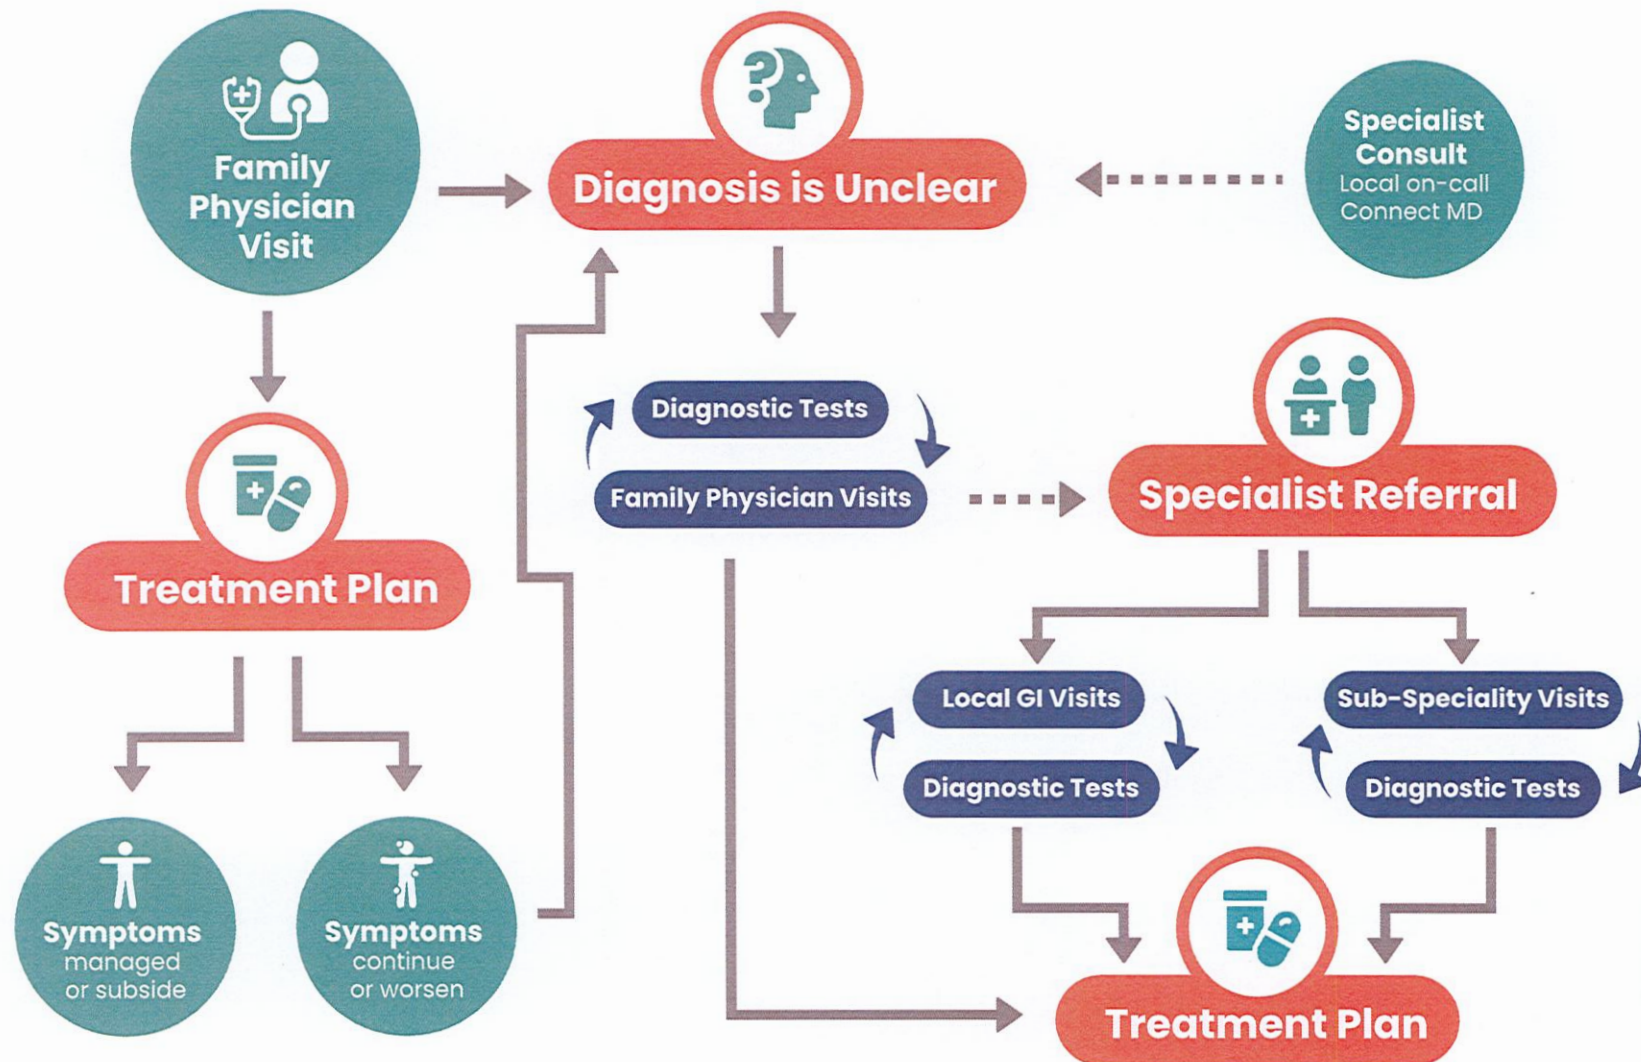 Family
Physician
Visit
Diagnosis is Unclear
Specialist
Consult
Local on-call
Connect MD
Diagnostic Tests
Family Physician Visits
Specialist Referral
Treatment Plan
Local GI Visits
Diagnostic Tests
Sub-Speciality Visits
Diagnostic Tests
Symptoms
managed
or subside
Symptoms
continue
or worsen
Treatment Plan